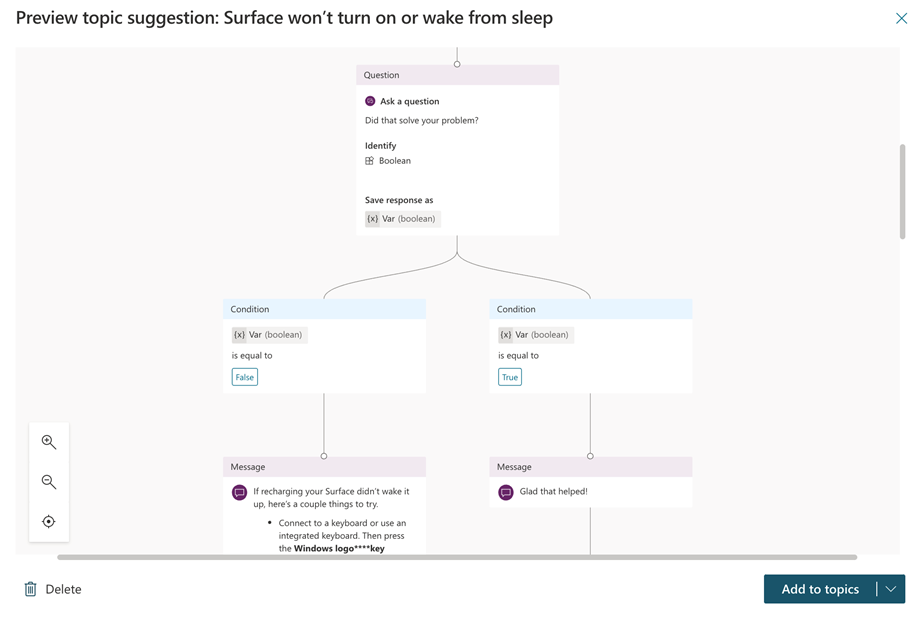 Preview topic suggestion: Surface won’t turn on or wake from sleep
Question
Ask a question
Did that solve your problem?
Identify
Boolean
Save response as
{x} Var (boolean)
Condition
{x} Var (boolean)
is equal to
False
Condition
{x} Var (boolean)
is equal to
True
Message
If recharging your Surface didn’t wake it
up, here’s a couple things to try.
• Connect to a keyboard or use an
integrated keyboard. Then press
the Windows logo****key
Message
Glad that helped!
Delete
Add to topics